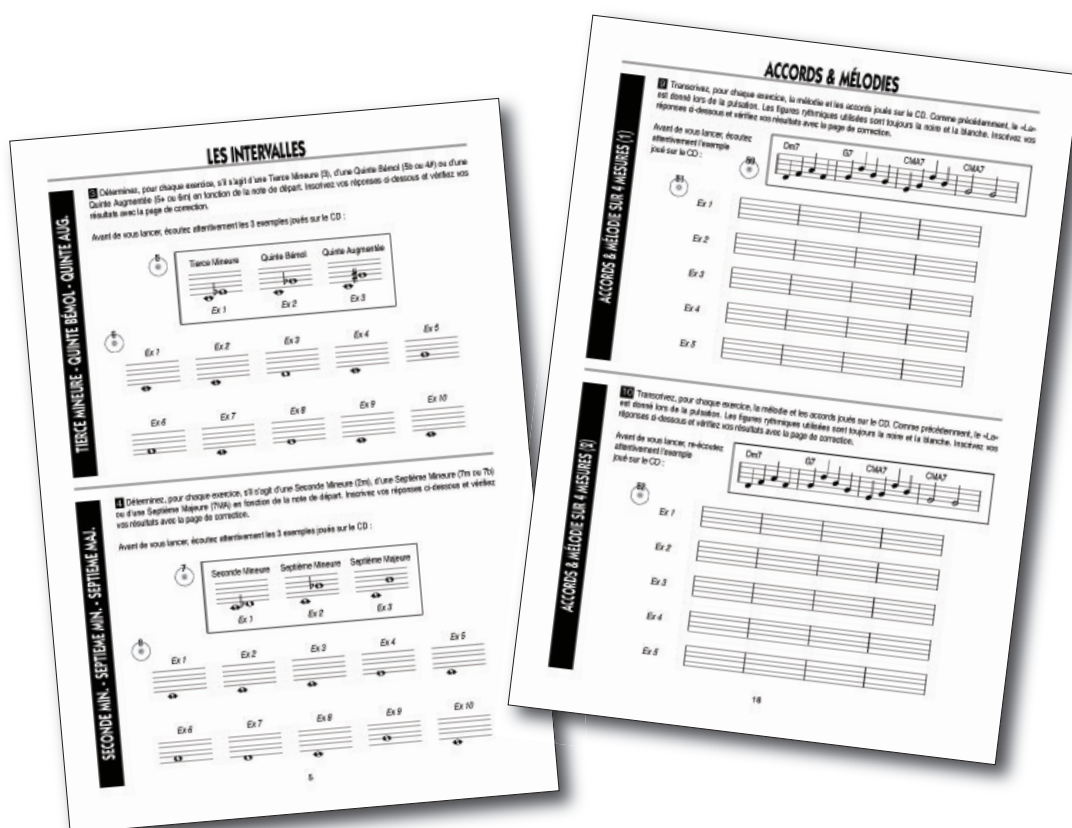 LES INTERVALLES
TIERCE MINEURE - QUINTE BÉMOL - QUINTE AUG.
3 Déterminez, pour chaque exercice, s'il s'agit d'une Tierce Mineure (3), d'une Quinte Bémol (5b ou 4#) ou d'une
Quinte Augmentée (5+ ou 6m) en fonction de la note de départ. Inscrivez vos réponses ci-dessous et vérifiez vos
résultats avec la page de correction.
Avant de vous lancer, écoutez attentivement les 3 exemples joués sur le CD :
5
Tierce Mineure Quinte Bémol Quinte Augmentée
Ex 1 Ex 2 Ex 3
6
Ex 1 Ex 2 Ex 3 Ex 4 Ex 5
Ex 6 Ex 7 Ex 8 Ex 9 Ex 10
SECONDE MIN. - SEPTIEME MIN. - SEPTIEME MAJ.
4 Déterminez, pour chaque exercice, s'il s'agit d'une Seconde Mineure (2m), d'une Septième Mineure (7m ou 7b)
ou d'une Septième Majeure (7MA) en fonction de la note de départ. Inscrivez vos réponses ci-dessous et vérifiez
vos résultats avec la page de correction.
Avant de vous lancer, écoutez attentivement les 3 exemples joués sur le CD :
7
Seconde Mineure Septième Mineure Septième Majeure
Ex 1 Ex 2 Ex 3
8
Ex 1 Ex 2 Ex 3 Ex 4 Ex 5
Ex 6 Ex 7 Ex 8 Ex 9 Ex 10
5
ACCORDS & MÉLODIES
ACCORDS & MÉLODIE SUR 4 MESURES (1)
9 Transcrivez, pour chaque exercice, la mélodie et les accords joués sur le CD. Comme précédemment, le «La»
est donné lors de la pulsation. Les figures rythmiques utilisées sont toujours la noire et la blanche. Inscrivez vos
réponses ci-dessous et vérifiez vos résultats avec la page de correction.
Avant de vous lancer, écoutez
attentivement l'exemple
joué sur le CD :
50
Dm7 G7 CMA7 CMA7
51
Ex 1
Ex 2
Ex 3
Ex 4
Ex 5
ACCORDS & MÉLODIE SUR 4 MESURES (2)
10 Transcrivez, pour chaque exercice, la mélodie et les accords joués sur le CD. Comme précédemment, le «La»
est donné lors de la pulsation. Les figures rythmiques utilisées sont toujours la noire et la blanche. Inscrivez vos
réponses ci-dessous et vérifiez vos résultats avec la page de correction.
Avant de vous lancer, re-écoutez
attentivement l'exemple
joué sur le CD :
Dm7 G7 CMA7 CMA7
52
Ex 1
Ex 2
Ex 3
Ex 4
Ex 5
18